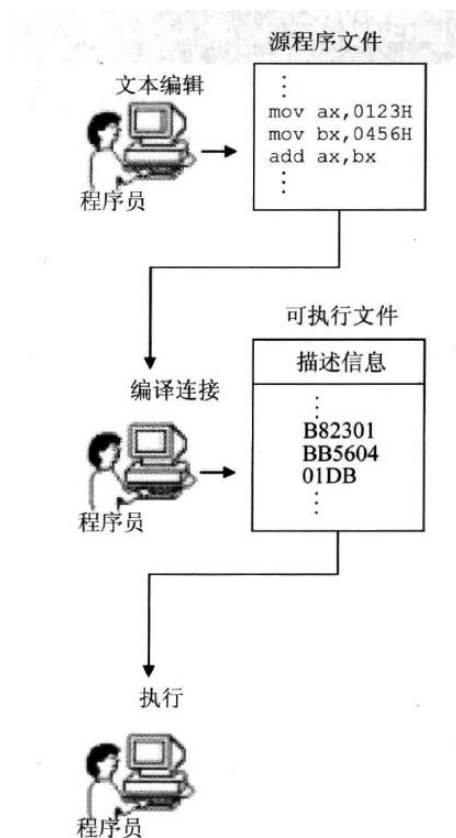 源程序文件
文本编辑
⋮
mov ax,0123H
mov bx,0456H
add ax,bx
⋮
程序员
可执行文件
描述信息
编译连接
⋮
B82301
BB5604
01DB
⋮
程序员
执行
程序员